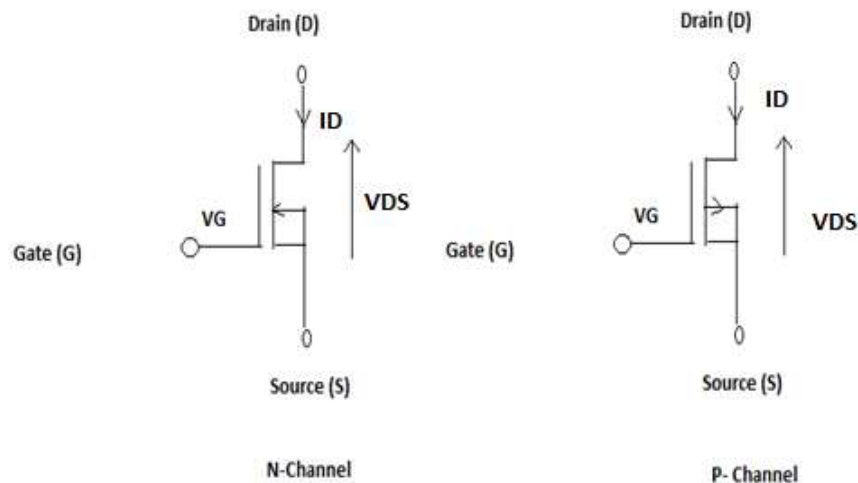 Drain (D)
ID
VG
VDS
Gate (G)
Source (S)
N-Channel
Drain (D)
ID
VG
VDS
Gate (G)
Source (S)
P- Channel